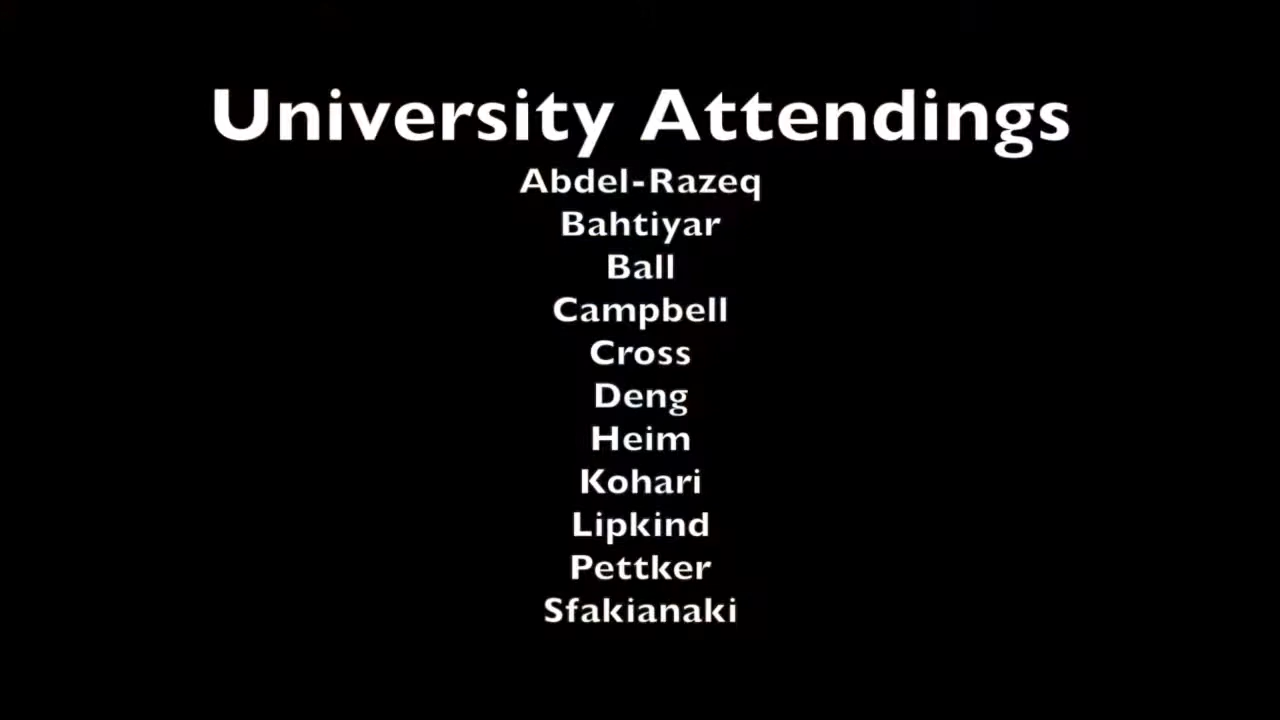 University Attendings
Abdel-Razeq
Bahtiyar
Ball
Campbell
Cross
Deng
Heim
Kohari
Lipkind
Pettker
Sfakianaki